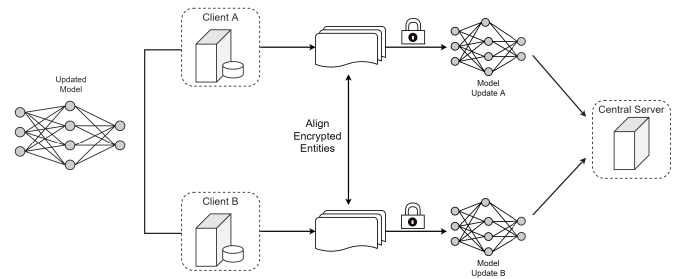 Client A
Updated
Model
Model
Update A
Central Server
Align
Encrypted
Entities
Client B
Model
Update B